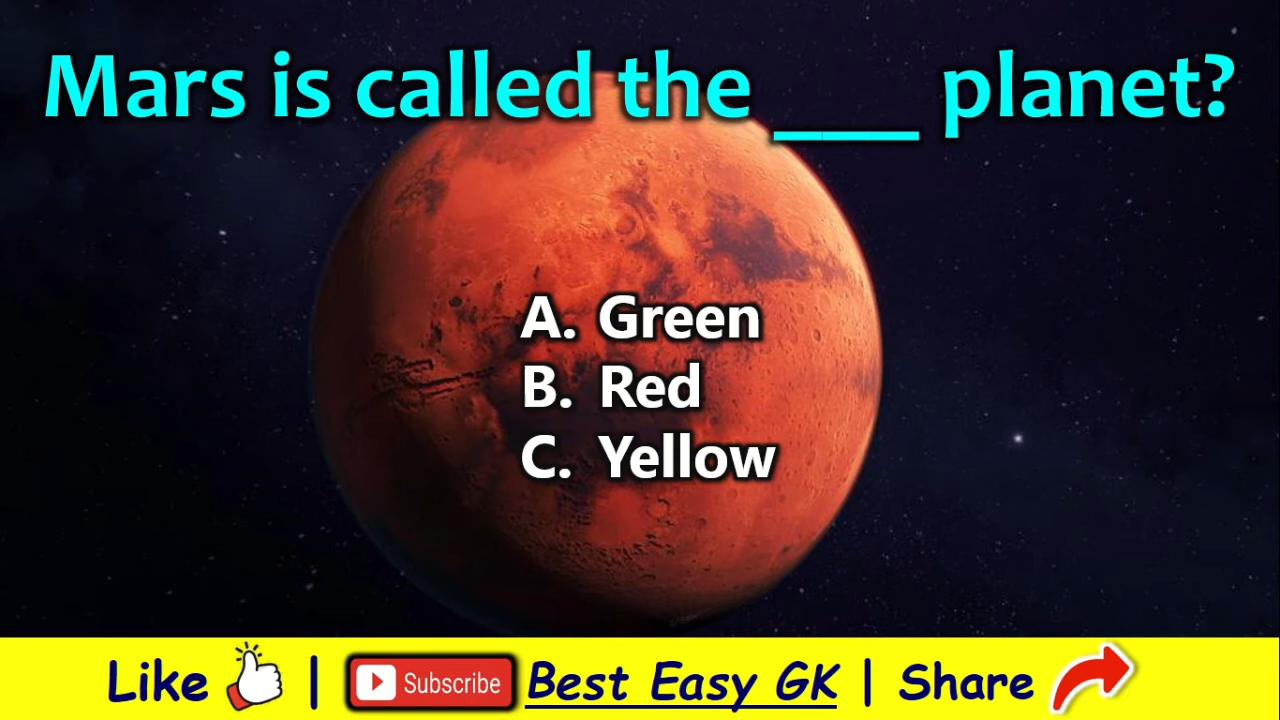 Mars is called the ___ planet?
A. Green
B. Red
C. Yellow
Like | Subscribe Best Easy GK | Share